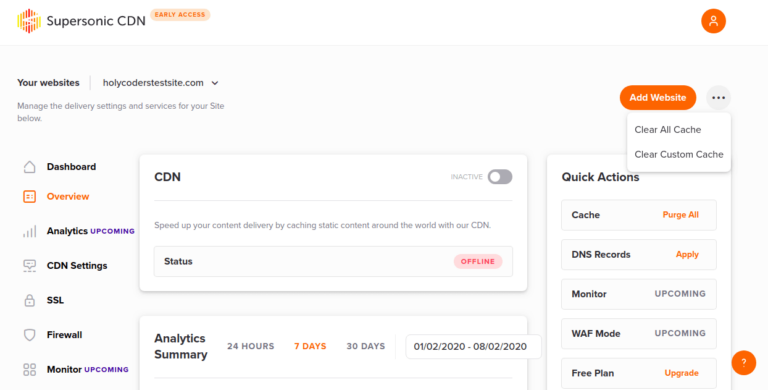 Supersonic CDN EARLY ACCESS
Your websites holycoderstestsite.com
Manage the delivery settings and services for your Site
below.
Add Website
Clear All Cache
Clear Custom Cache
Dashboard
Overview
Analytics UPCOMING
CDN Settings
SSL
Firewall
Monitor UPCOMING
CDN INACTIVE
Speed up your content delivery by caching static content around the world with our CDN.
Status OFFLINE
Analytics
Summary
24 HOURS 7 DAYS 30 DAYS 01/02/2020 - 08/02/2020
Quick Actions
Cache Purge All
DNS Records Apply
Monitor UPCOMING
WAF Mode UPCOMING
Free Plan Upgrade
?